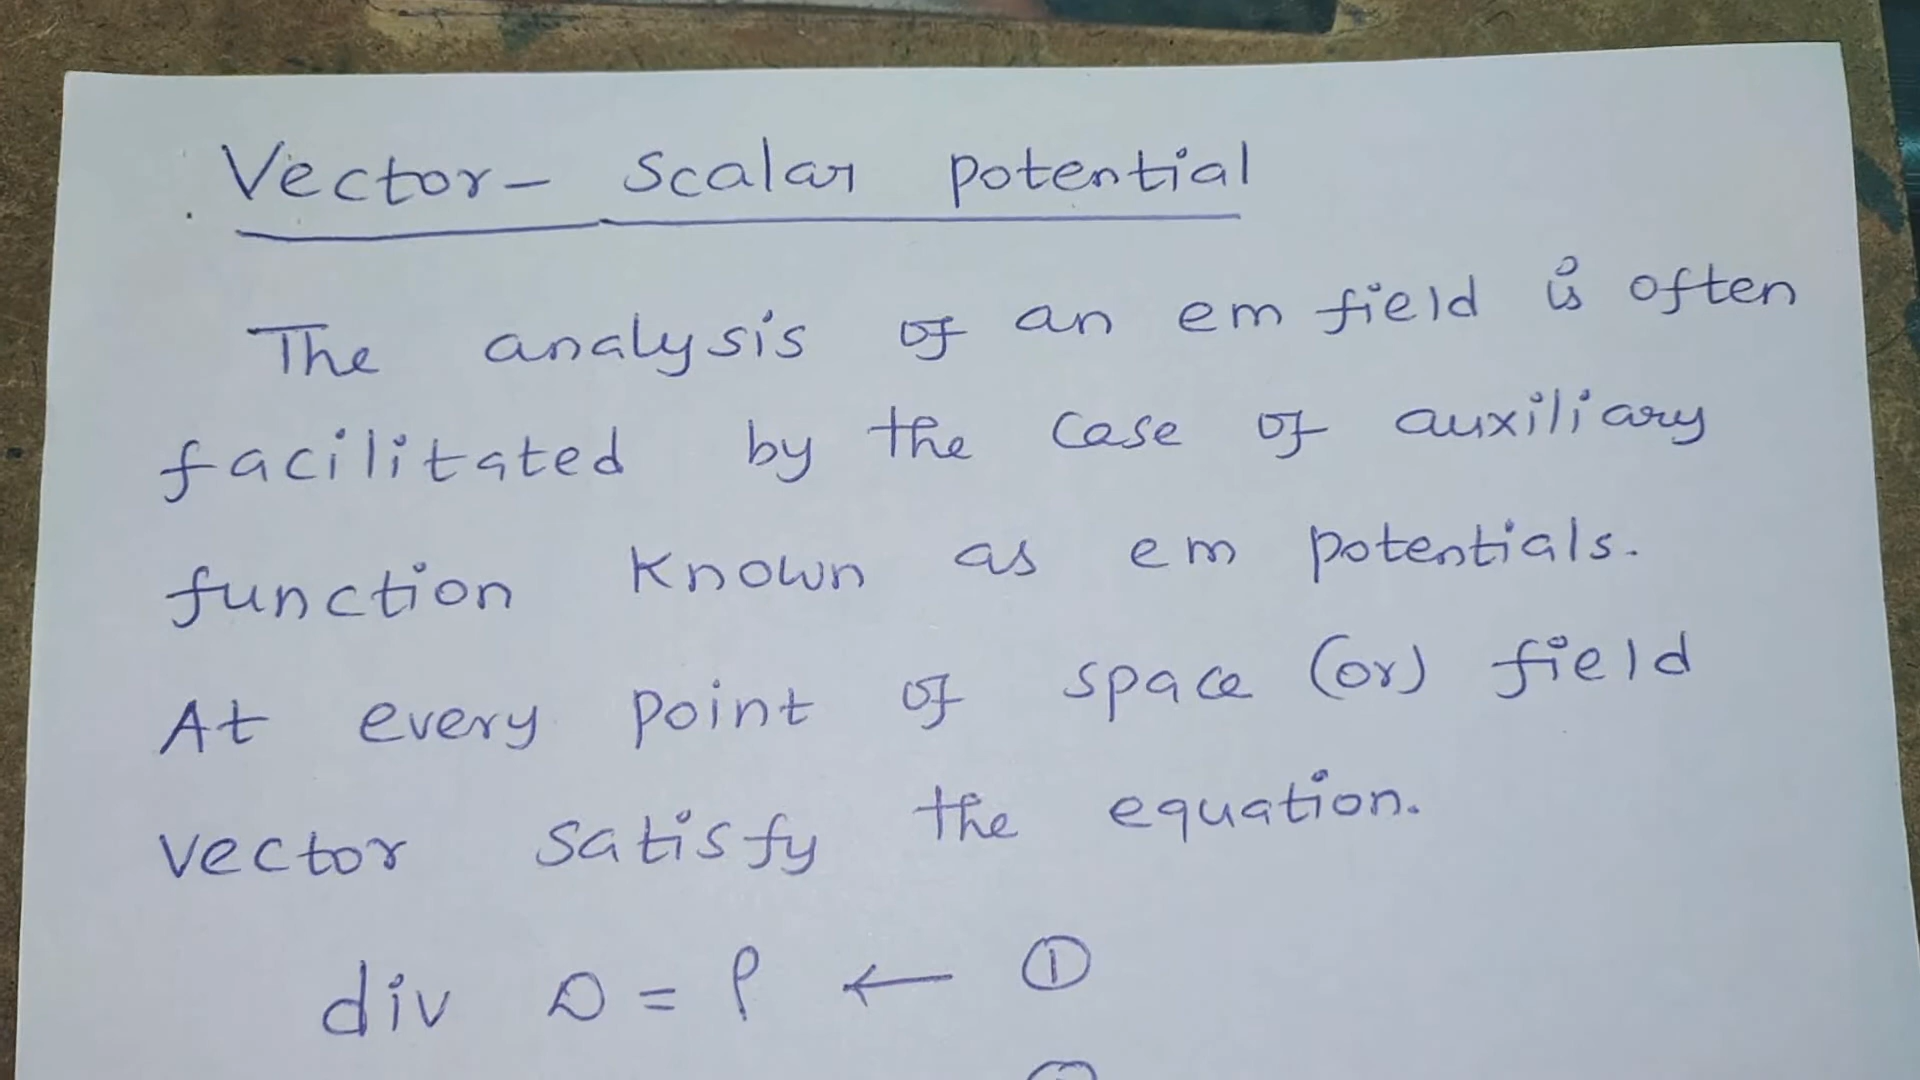 Vector- Scalar potential
The analysis of an em field is often
facilitated by the case of auxiliary
function known as em potentials.
At every point of space (or) field
vector satisfy the equation.
div D = ρ ← ①